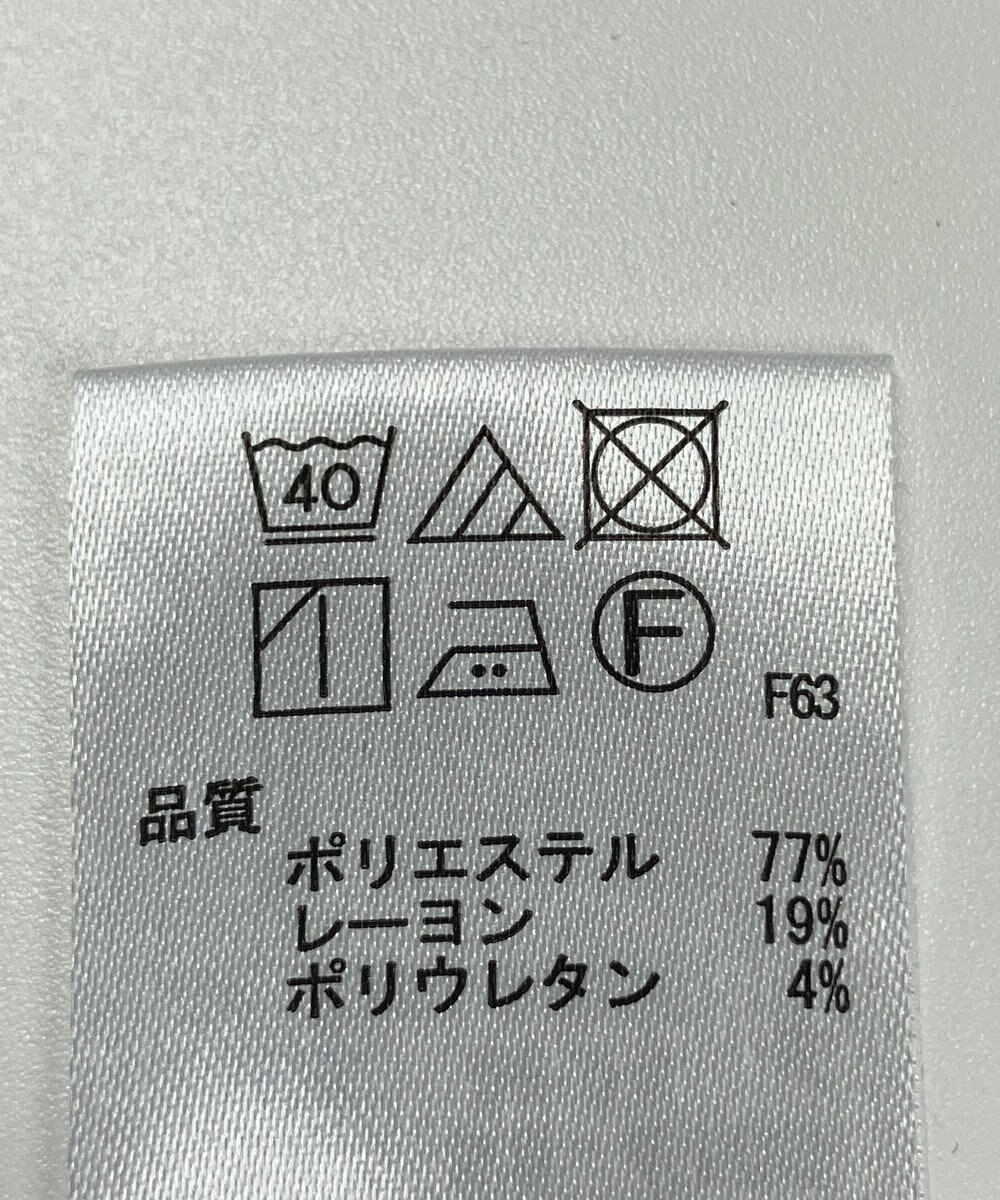 40
F
F63
品質
ポリエステル 77%
レーヨン 19%
ポリウレタン 4%